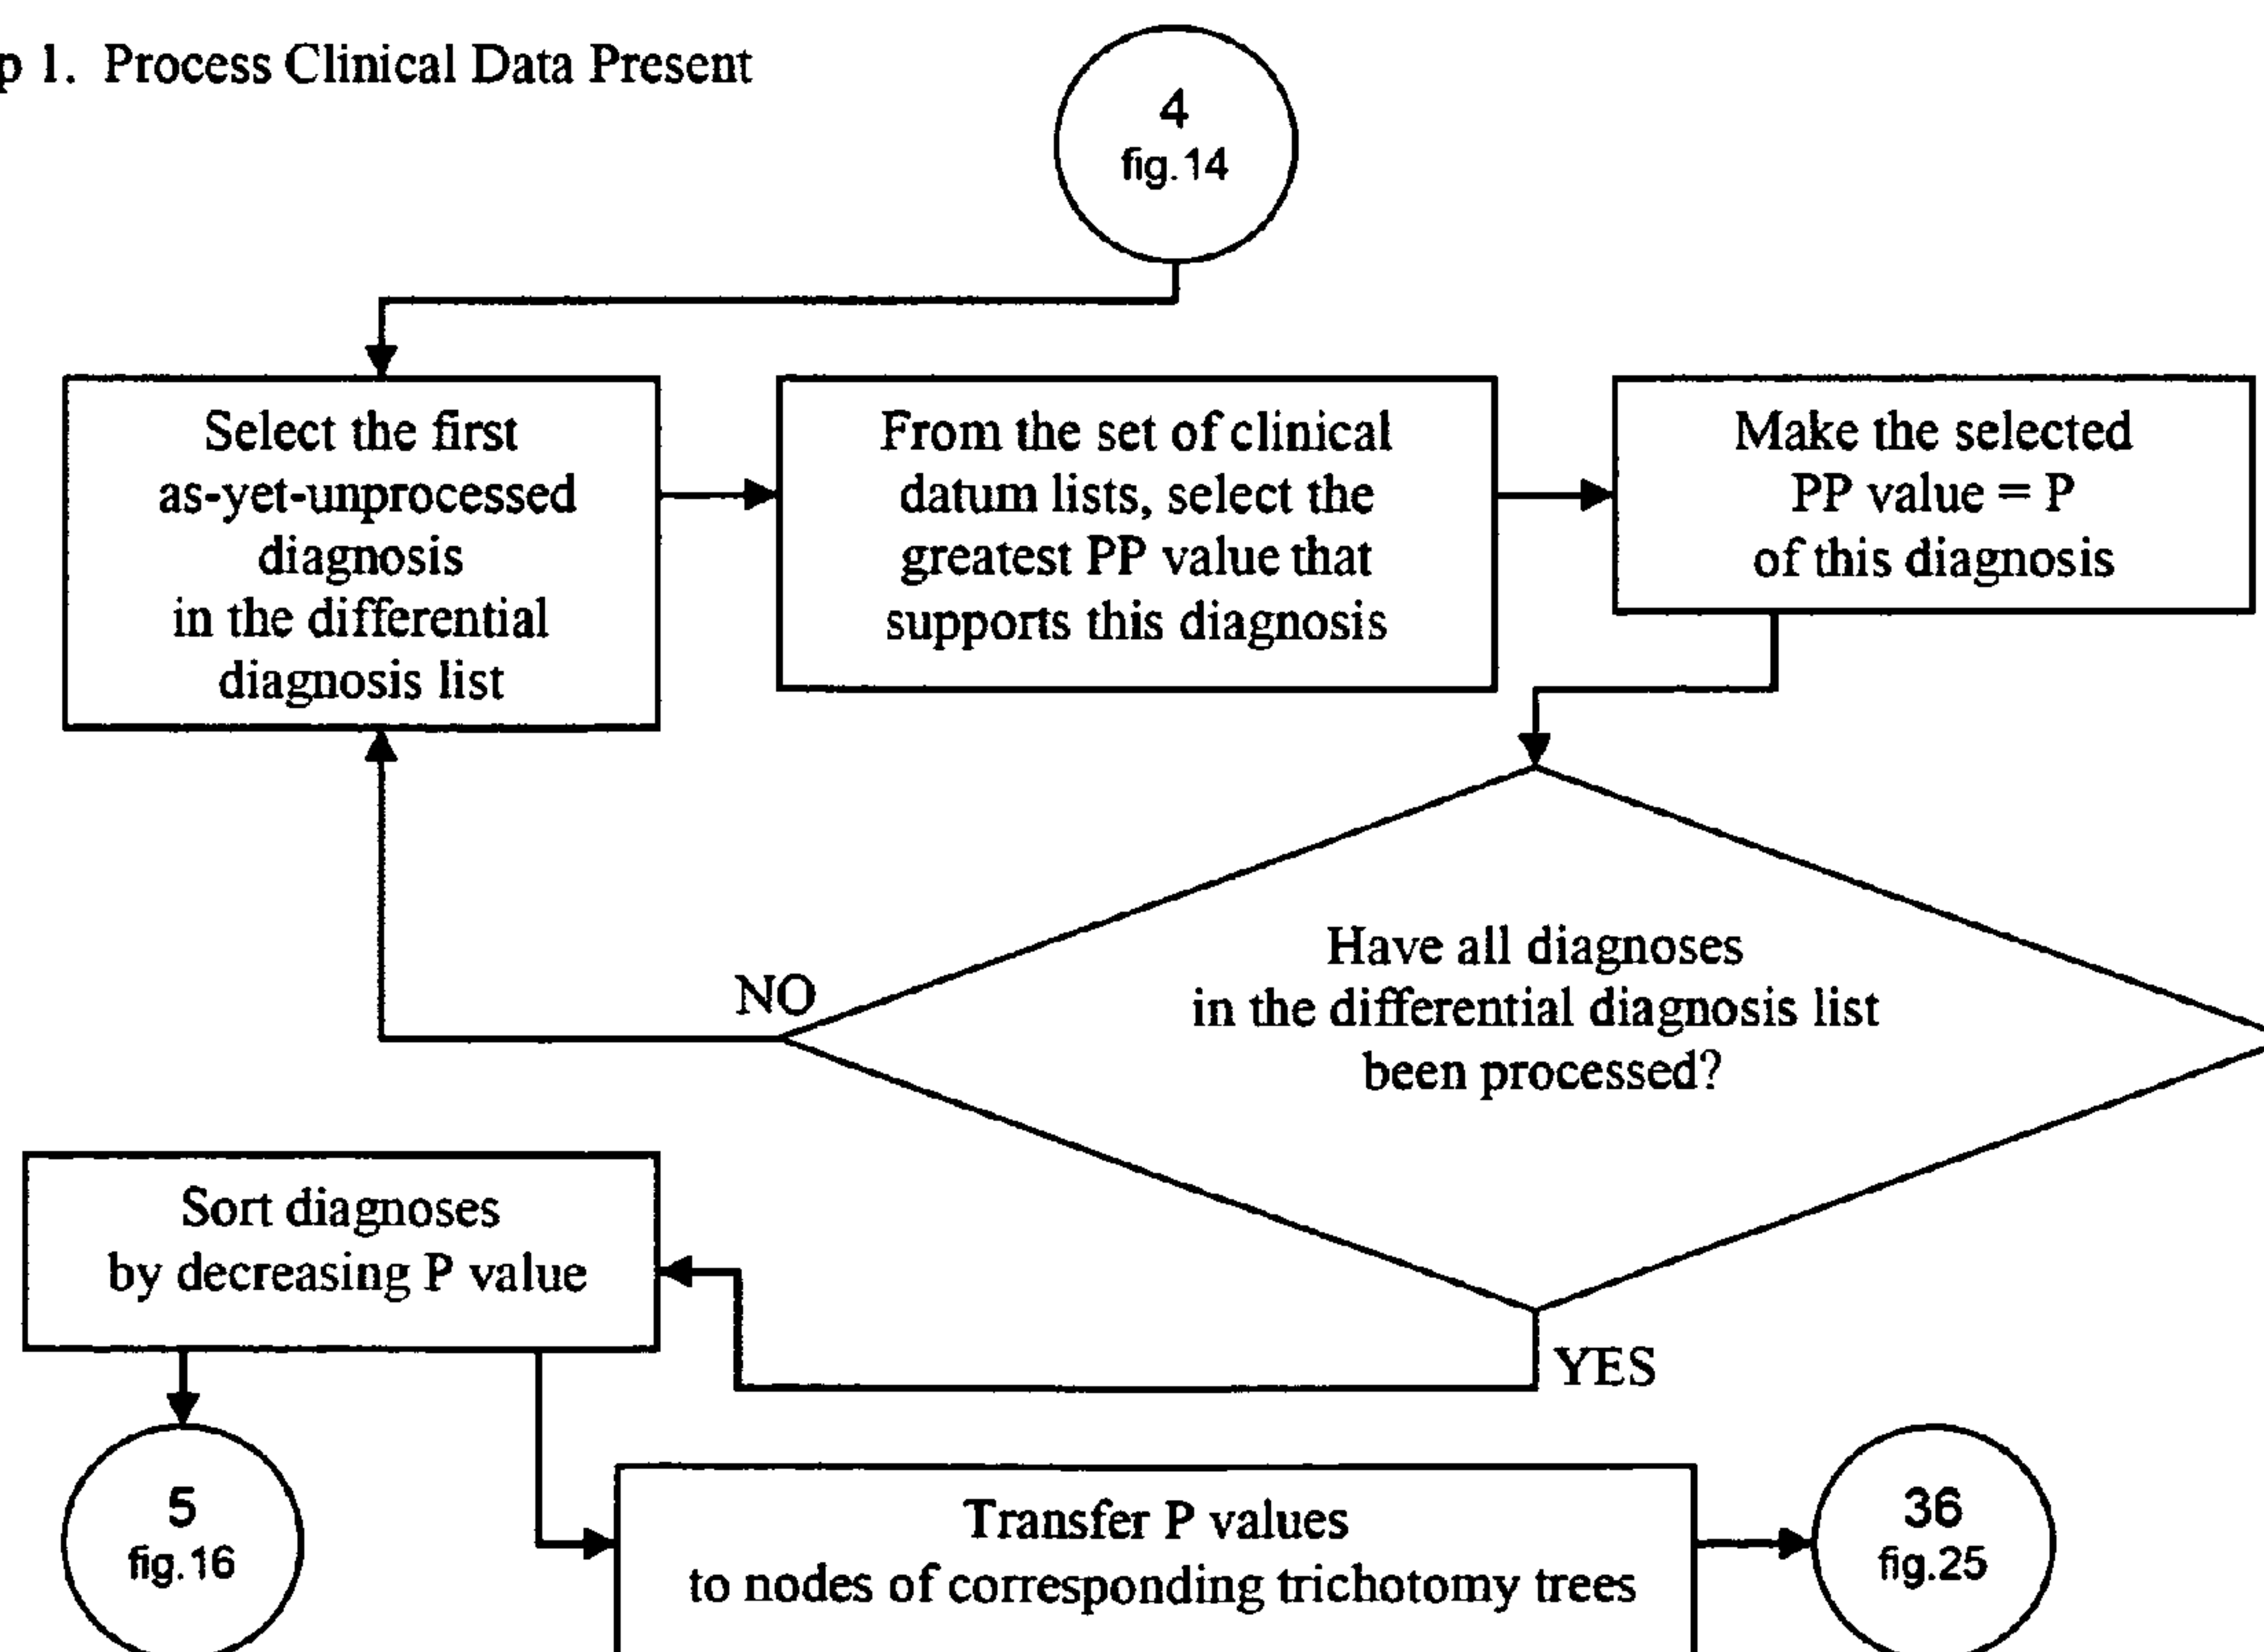 p 1. Process Clinical Data Present
4
fig.14
Select the first
as-yet-unprocessed
diagnosis
in the differential
diagnosis list
From the set of clinical
datum lists, select the
greatest PP value that
supports this diagnosis
Make the selected
PP value = P
of this diagnosis
Have all diagnoses
in the differential diagnosis list
been processed?
NO
YES
Sort diagnoses
by decreasing P value
5
fig.16
Transfer P values
to nodes of corresponding trichotomy trees
36
fig.25